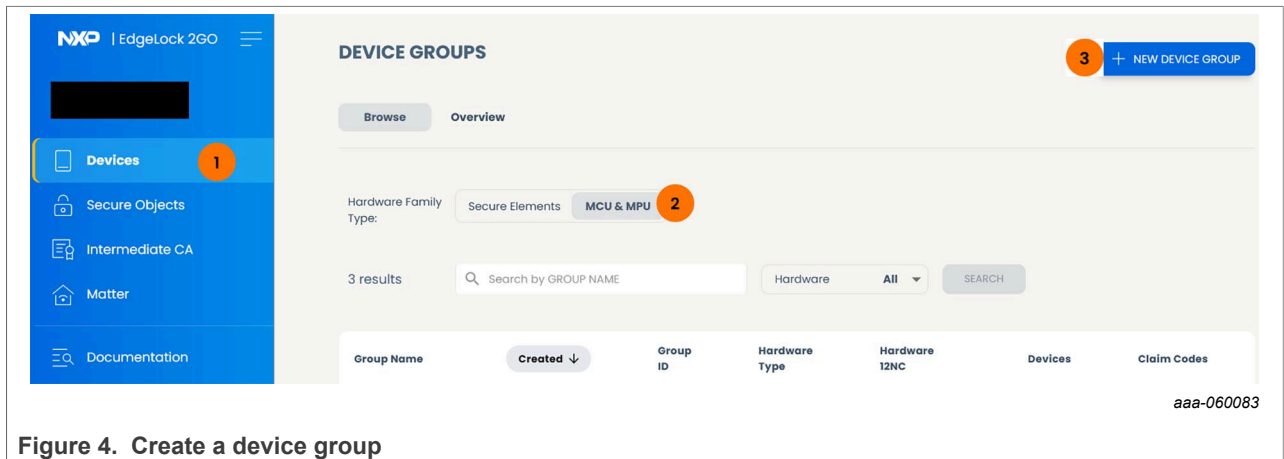 NXP | EdgeLock 2GO
DEVICE GROUPS
3
+ NEW DEVICE GROUP
Browse
Overview
Devices
1
Secure Objects
Intermediate CA
Matter
Documentation
Hardware Family
Type:
Secure Elements
MCU & MPU
2
3 results
Search by GROUP NAME
Hardware
All
SEARCH
Group Name
Created ↓
Group
ID
Hardware
Type
Hardware
12NC
Devices
Claim Codes
aaa-060083
Figure 4. Create a device group